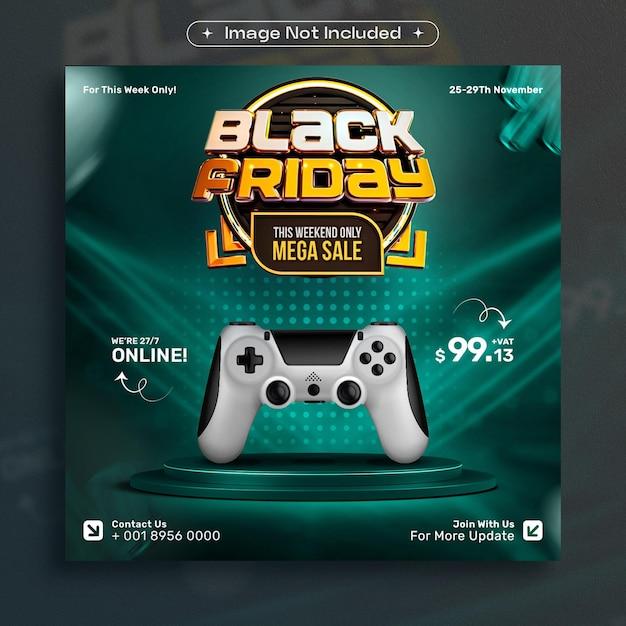 Image Not Included
For This Week Only!
25-29Th November
BLACK
FRIDAY
THIS WEEKEND ONLY
MEGA SALE
WE'RE 27/7
ONLINE!
$ 99.13 +VAT
Contact Us
+ 001 8956 0000
Join With Us
For More Update